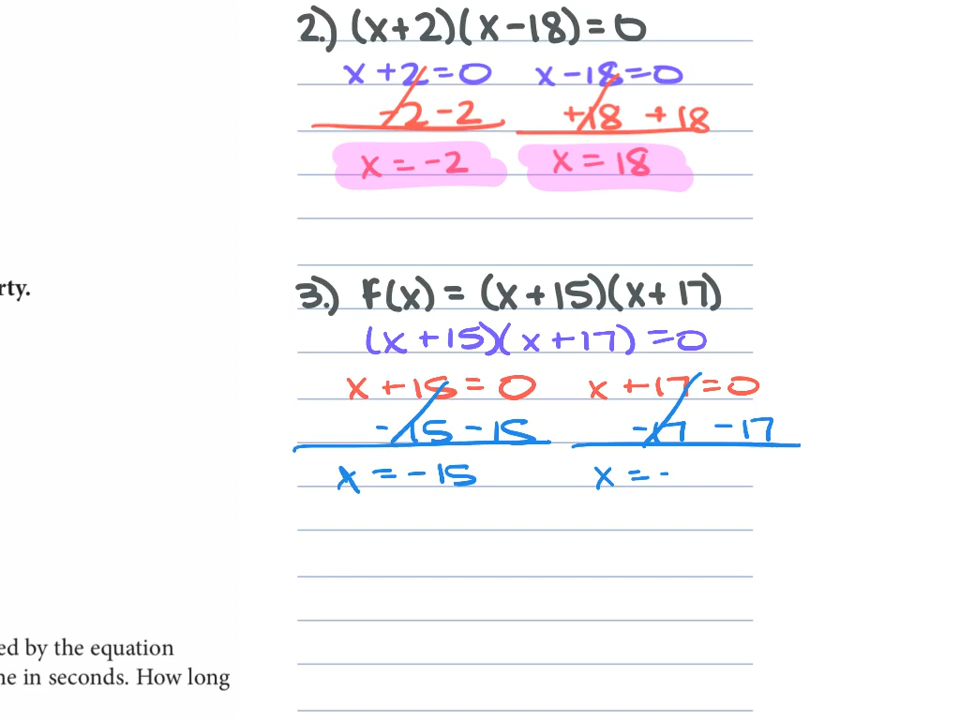 2.) (x+2)(x-18)=0
x+2=0 x-18=0
-2 -2 +18 +18
x=-2 x=18
rty.
3.) f(x) = (x+15)(x+17)
(x+15)(x+17)=0
x+15=0 x+17=0
-15 -15 -17 -17
x=-15 x=-
ed by the equation
ne in seconds. How long